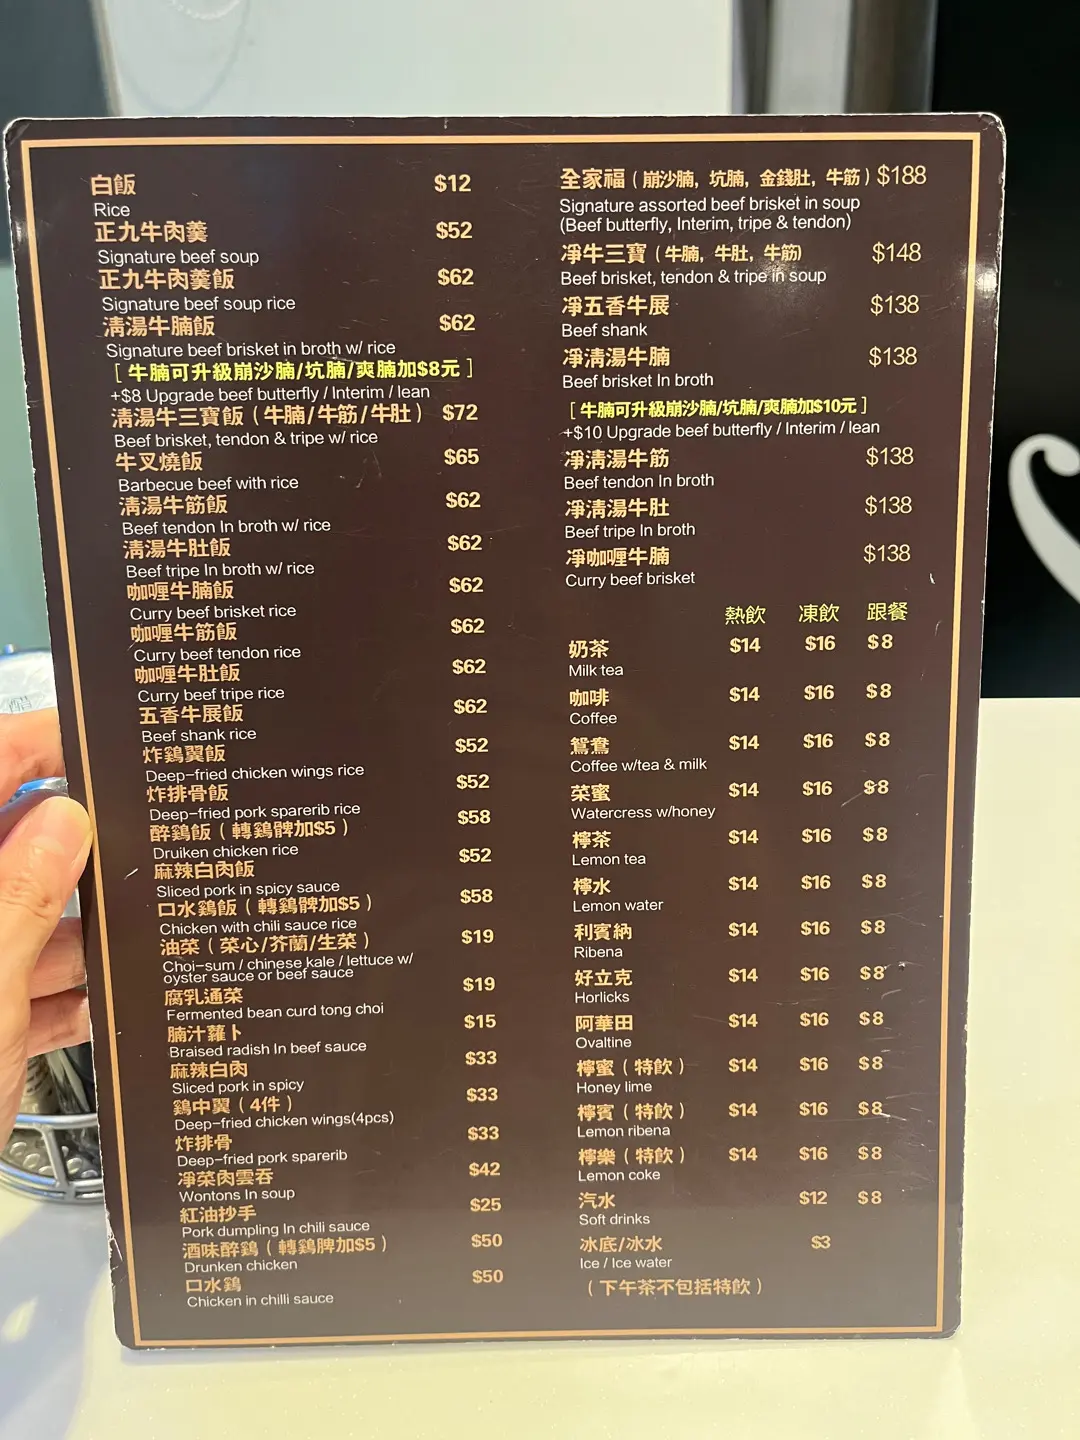 白飯 $12
Rice
正九牛肉羹 $52
Signature beef soup
正九牛肉羹飯 $62
Signature beef soup rice
清湯牛腩飯 $62
Signature beef brisket in broth w/ rice
[ 牛腩可升級崩沙腩/坑腩/爽腩加$8元 ]
+$8 Upgrade beef butterfly / Interim / lean
清湯牛三寶飯 ( 牛腩/牛筋/牛肚 ) $72
Beef brisket, tendon & tripe w/ rice
牛叉燒飯 $65
Barbecue beef with rice
清湯牛筋飯 $62
Beef tendon In broth w/ rice
清湯牛肚飯 $62
Beef tripe In broth w/ rice
咖喱牛腩飯 $62
Curry beef brisket rice
咖喱牛筋飯 $62
Curry beef tendon rice
咖喱牛肚飯 $62
Curry beef tripe rice
五香牛展飯 $62
Beef shank rice
炸鷄翼飯 $52
Deep-fried chicken wings rice
炸排骨飯 $52
Deep-fried pork sparerib rice
醉鷄飯 ( 轉鷄髀加$5 ) $58
Druiken chicken rice
麻辣白肉飯 $52
Sliced pork in spicy sauce
口水鷄飯 ( 轉鷄髀加$5 ) $58
Chicken with chili sauce rice
油菜 ( 菜心/芥蘭/生菜 ) $19
Choi-sum / chinese kale / lettuce w/
oyster sauce or beef sauce
腐乳通菜 $19
Fermented bean curd tong choi
腩汁蘿卜 $15
Braised radish In beef sauce
麻辣白肉 $33
Sliced pork in spicy
鷄中翼 ( 4件 ) $33
Deep-fried chicken wings(4pcs)
炸排骨 $33
Deep-fried pork sparerib
凈菜肉雲吞 $42
Wontons In soup
紅油抄手 $25
Pork dumpling In chili sauce
酒味醉鷄 ( 轉鷄脾加$5 ) $50
Drunken chicken
口水鷄 $50
Chicken in chilli sauce
全家福 ( 崩沙腩, 坑腩, 金錢肚, 牛筋 ) $188
Signature assorted beef brisket in soup
(Beef butterfly, Interim, tripe & tendon)
凈牛三寶 ( 牛腩, 牛肚, 牛筋) $148
Beef brisket, tendon & tripe in soup
凈五香牛展 $138
Beef shank
凈清湯牛腩 $138
Beef brisket In broth
[ 牛腩可升級崩沙腩/坑腩/爽腩加$10元 ]
+$10 Upgrade beef butterfly / Interim / lean
凈清湯牛筋 $138
Beef tendon In broth
凈清湯牛肚 $138
Beef tripe In broth
凈咖喱牛腩 $138
Curry beef brisket
熱飲 凍飲 跟餐
奶茶 $14 $16 $8
Milk tea
咖啡 $14 $16 $8
Coffee
鴛鴦 $14 $16 $8
Coffee w/tea & milk
菜蜜 $14 $16 $8
Watercress w/honey
檸茶 $14 $16 $8
Lemon tea
檸水 $14 $16 $8
Lemon water
利賓納 $14 $16 $8
Ribena
好立克 $14 $16 $8
Horlicks
阿華田 $14 $16 $8
Ovaltine
檸蜜 ( 特飲 ) $14 $16 $8
Honey lime
檸賓 ( 特飲 ) $14 $16 $8
Lemon ribena
檸樂 ( 特飲 ) $14 $16 $8
Lemon coke
汽水 $12 $8
Soft drinks
冰底/冰水 $3
Ice / Ice water
( 下午茶不包括特飲 )